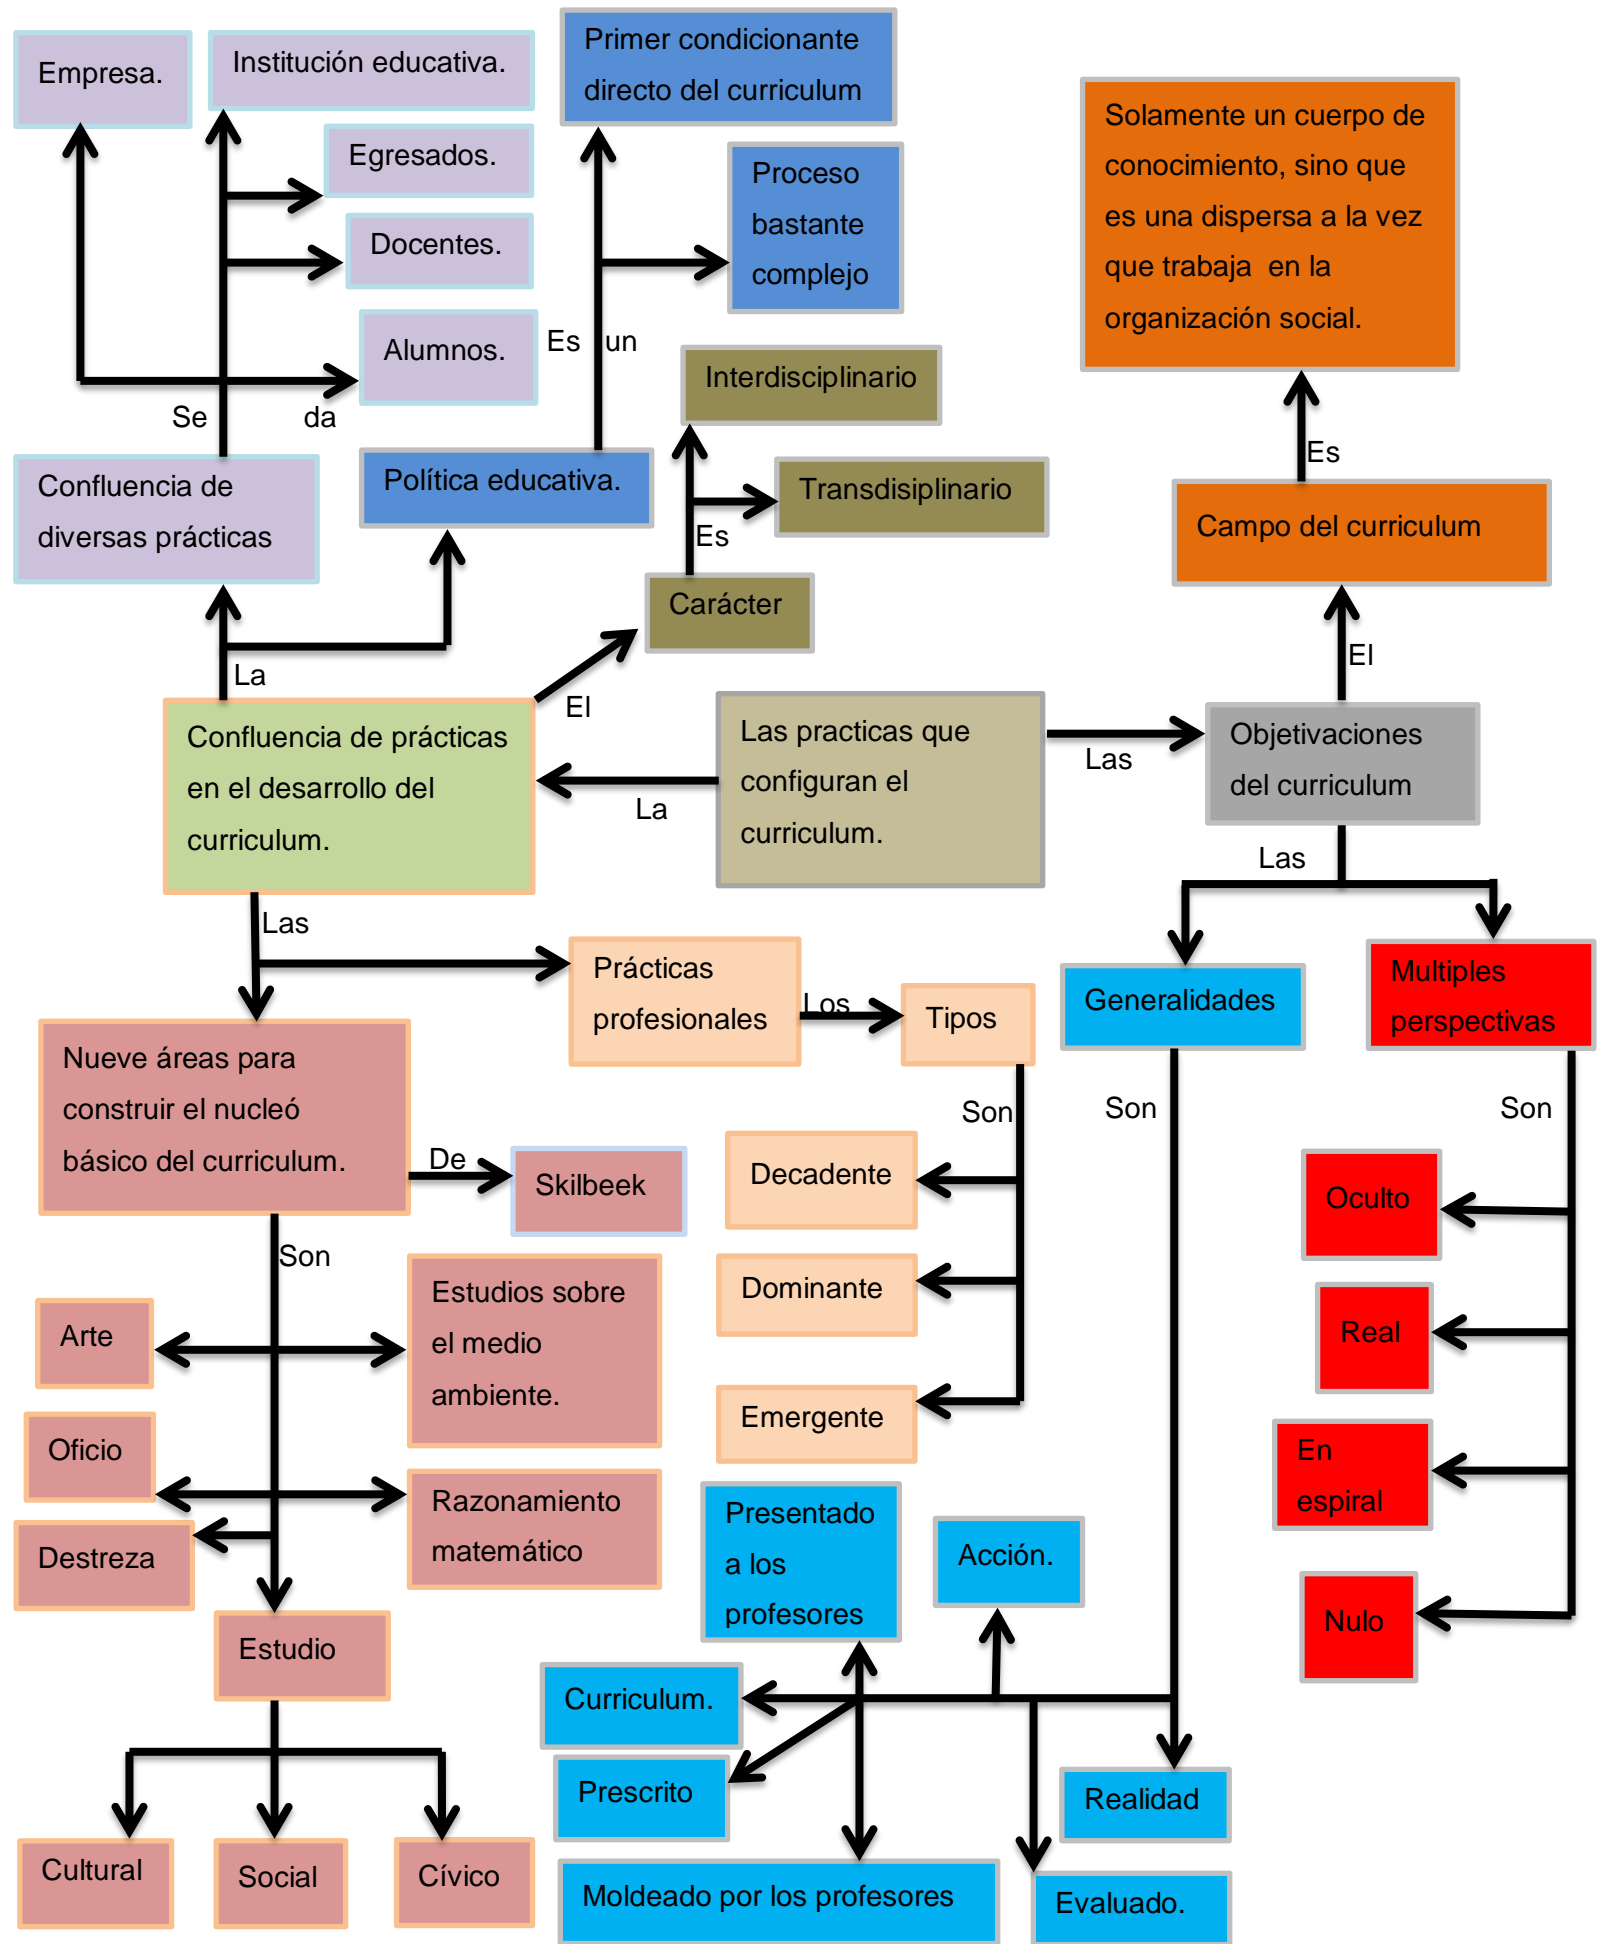 Empresa.
Institución educativa.
Egresados.
Docentes.
Alumnos.
Se
da
Confluencia de
diversas prácticas
Primer condicionante
directo del curriculum
Proceso
bastante
complejo
Es
un
Política educativa.
Interdisciplinario
Transdisiplinario
Es
Carácter
Solamente un cuerpo de
conocimiento, sino que
es una dispersa a la vez
que trabaja en la
organización social.
Es
Campo del curriculum
El
La
El
Confluencia de prácticas
en el desarrollo del
curriculum.
La
Las practicas que
configuran el
curriculum.
Las
Objetivaciones
del curriculum
Las
Las
Prácticas
profesionales
Los
Tipos
Generalidades
Multiples
perspectivas
Nueve áreas para
construir el nucleó
básico del curriculum.
De
Skilbeek
Son
Son
Son
Son
Decadente
Dominante
Emergente
Oculto
Real
En
espiral
Nulo
Arte
Estudios sobre
el medio
ambiente.
Oficio
Razonamiento
matemático
Destreza
Estudio
Cultural
Social
Cívico
Presentado
a los
profesores
Acción.
Curriculum.
Prescrito
Realidad
Moldeado por los profesores
Evaluado.